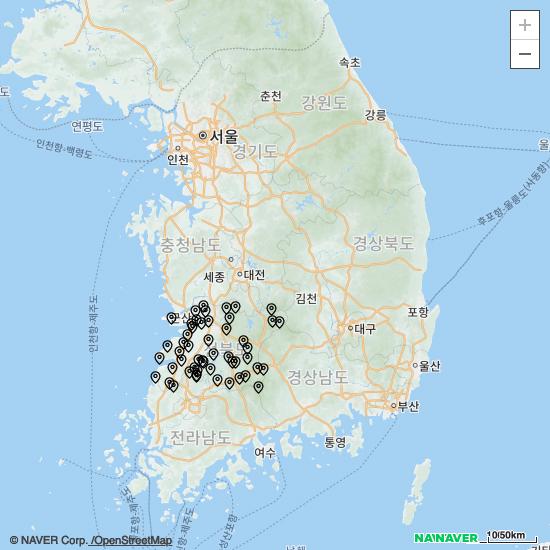 +
−
속초
춘천
강원도
강릉
도
연평도
서울
울
인천항-백령도
인천
경기도
후포항-울릉도(사동항)
충청남도
경상북도
세종
대전
인천항-제주도
김천
포항
대구
울산
경상남도
부산
전라남도
통영
여수
© NAVER Corp. /OpenStreetMap
NAVER
10/50km